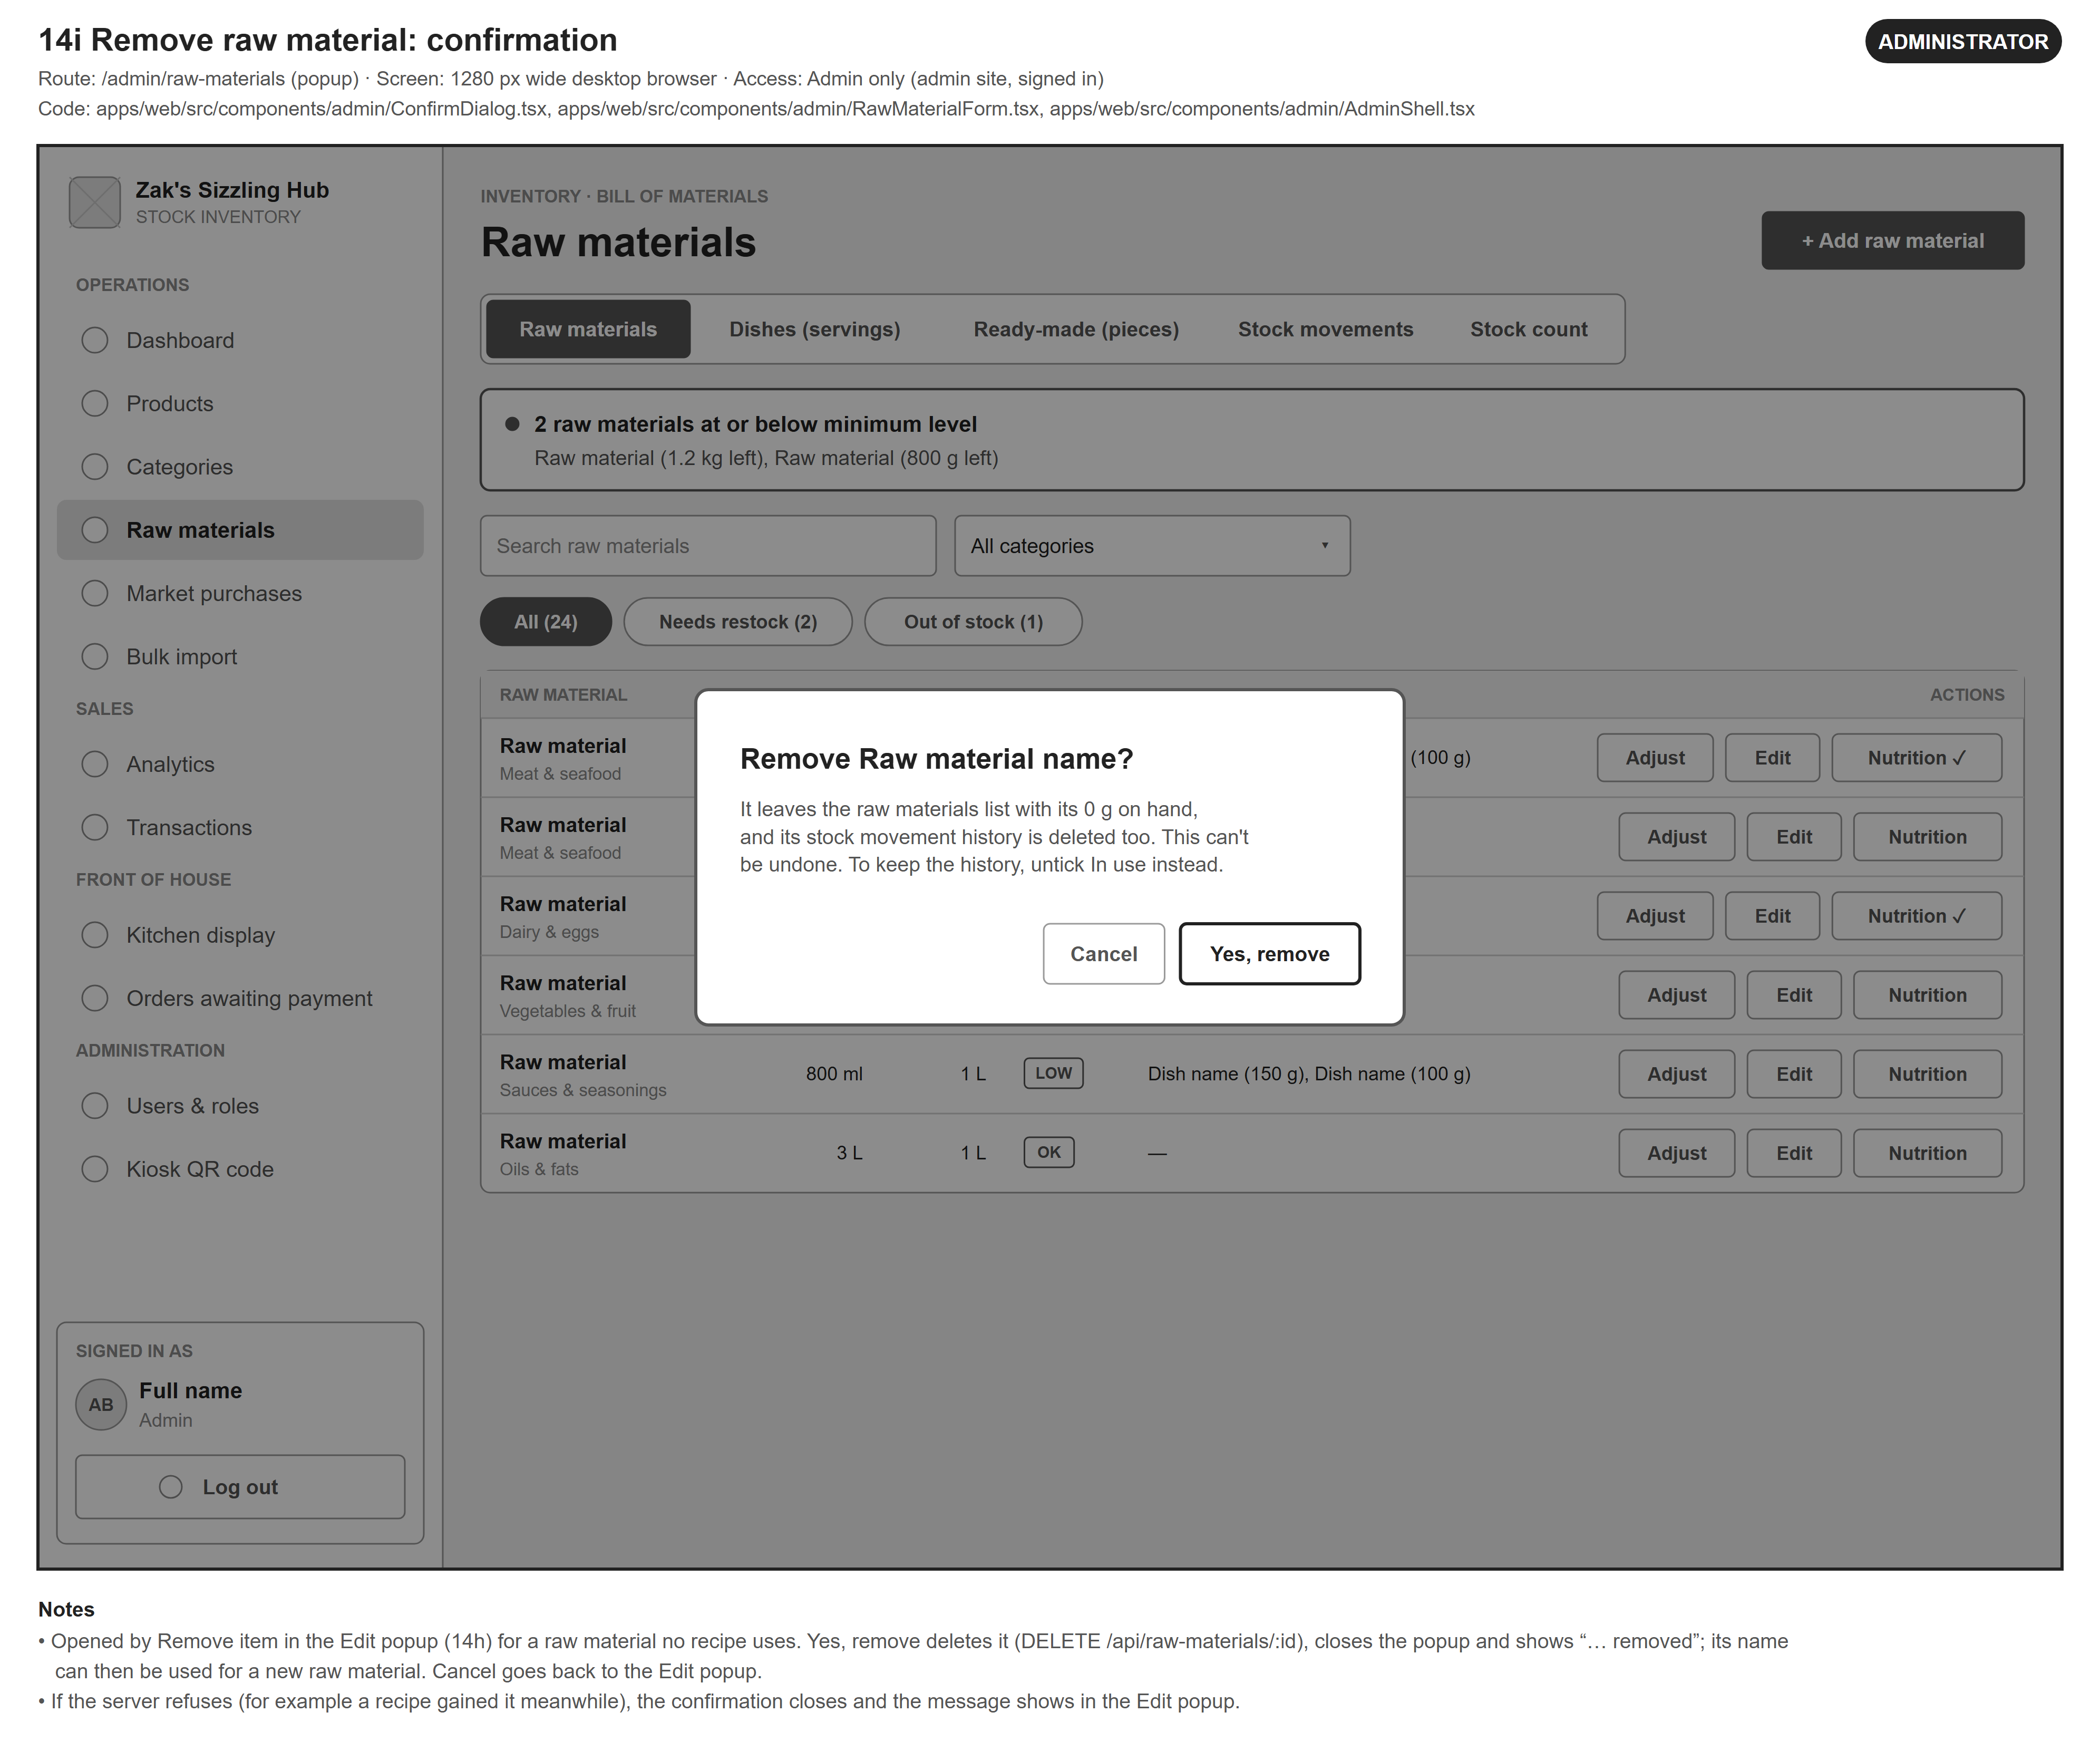 14i Remove raw material: confirmation
ADMINISTRATOR
Route: /admin/raw-materials (popup) · Screen: 1280 px wide desktop browser · Access: Admin only (admin site, signed in)
Code: apps/web/src/components/admin/ConfirmDialog.tsx, apps/web/src/components/admin/RawMaterialForm.tsx, apps/web/src/components/admin/AdminShell.tsx
Zak's Sizzling Hub
STOCK INVENTORY
OPERATIONS
Dashboard
Products
Categories
Raw materials
Market purchases
Bulk import
SALES
Analytics
Transactions
FRONT OF HOUSE
Kitchen display
Orders awaiting payment
ADMINISTRATION
Users & roles
Kiosk QR code
SIGNED IN AS
AB
Full name
Admin
Log out
INVENTORY · BILL OF MATERIALS
Raw materials
+ Add raw material
Raw materials Dishes (servings) Ready-made (pieces) Stock movements Stock count
2 raw materials at or below minimum level
Raw material (1.2 kg left), Raw material (800 g left)
Search raw materials All categories ▾
All (24) Needs restock (2) Out of stock (1)
RAW MATERIAL ACTIONS
Raw material
Meat & seafood
(100 g) Adjust Edit Nutrition ✓
Raw material
Meat & seafood
Adjust Edit Nutrition
Raw material
Dairy & eggs
Adjust Edit Nutrition ✓
Raw material
Vegetables & fruit
Adjust Edit Nutrition
Raw material
Sauces & seasonings
800 ml 1 L LOW Dish name (150 g), Dish name (100 g) Adjust Edit Nutrition
Raw material
Oils & fats
3 L 1 L OK — Adjust Edit Nutrition
Remove Raw material name?
It leaves the raw materials list with its 0 g on hand,
and its stock movement history is deleted too. This can't
be undone. To keep the history, untick In use instead.
Cancel Yes, remove
Notes
• Opened by Remove item in the Edit popup (14h) for a raw material no recipe uses. Yes, remove deletes it (DELETE /api/raw-materials/:id), closes the popup and shows “… removed”; its name
can then be used for a new raw material. Cancel goes back to the Edit popup.
• If the server refuses (for example a recipe gained it meanwhile), the confirmation closes and the message shows in the Edit popup.